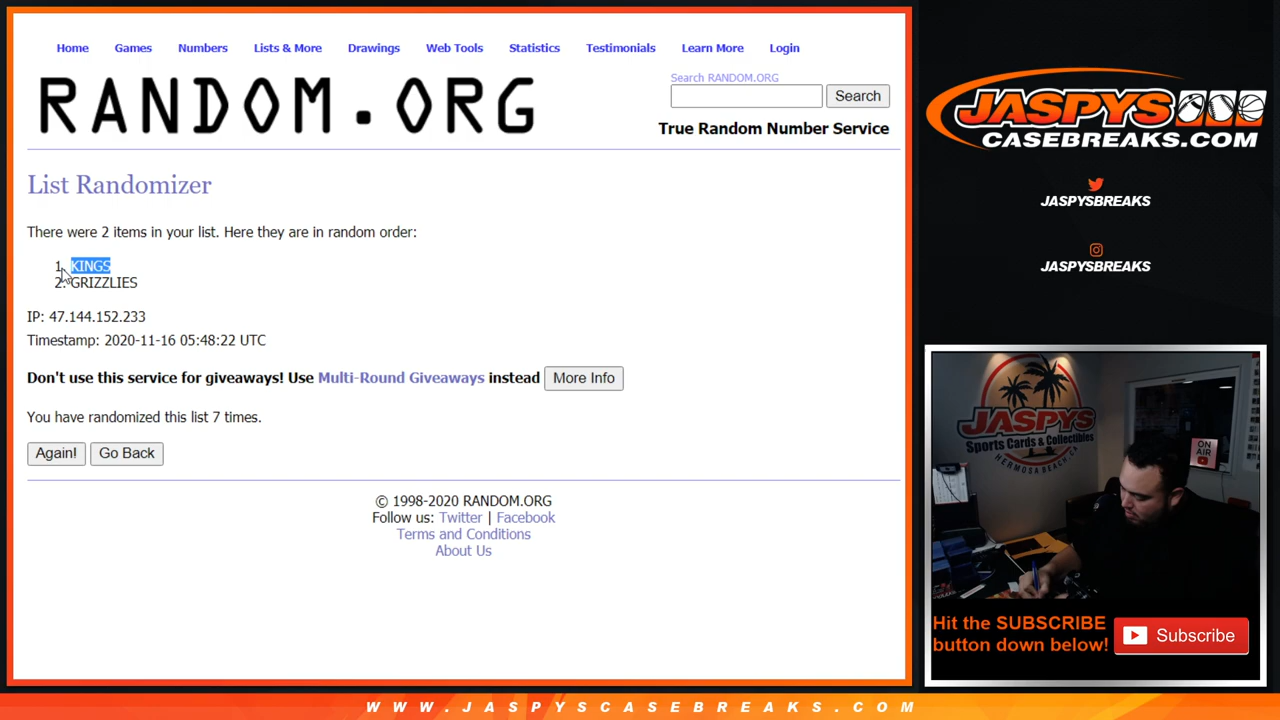 Home Games Numbers Lists & More Drawings Web Tools Statistics Testimonials Learn More Login
RANDOM.ORG
Search RANDOM.ORG
Search
True Random Number Service
List Randomizer
There were 2 items in your list. Here they are in random order:
1. KINGS
2. GRIZZLIES
IP: 47.144.152.233
Timestamp: 2020-11-16 05:48:22 UTC
Don't use this service for giveaways! Use Multi-Round Giveaways instead More Info
You have randomized this list 7 times.
Again! Go Back
© 1998-2020 RANDOM.ORG
Follow us: Twitter | Facebook
Terms and Conditions
About Us
JASPYS
CASEBREAKS.COM
JASPYSBREAKS
JASPYSBREAKS
JASPYS
Sports Cards & Collectibles
HERMOSA BEACH, CA
ON AIR
Hit the SUBSCRIBE
button down below!
Subscribe
WWW.JASPYSCASEBREAKS.COM